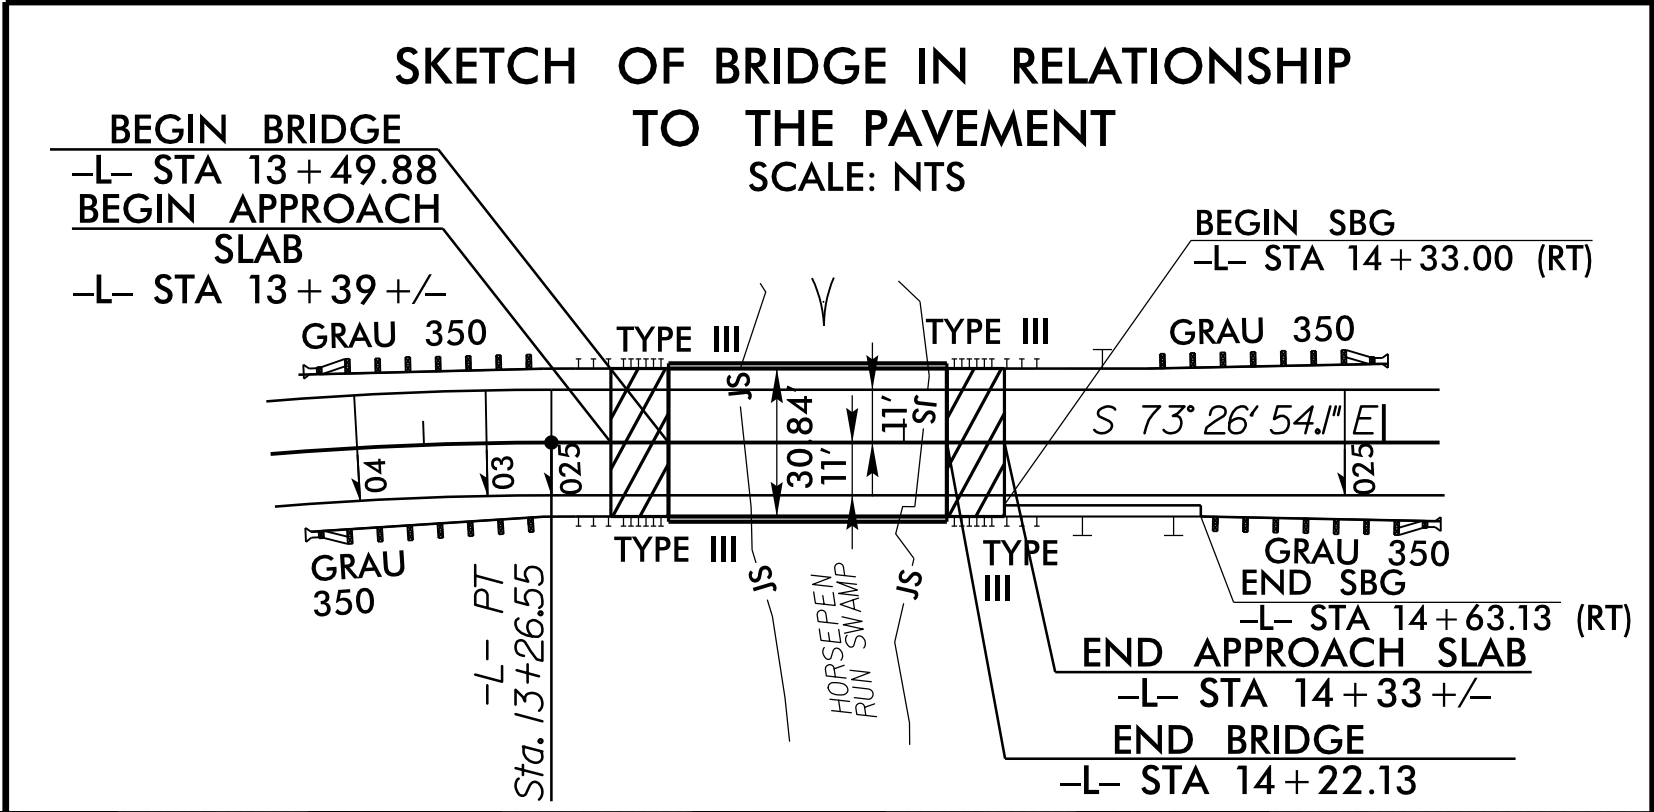 SKETCH OF BRIDGE IN RELATIONSHIP
TO THE PAVEMENT
SCALE: NTS
BEGIN BRIDGE
-L- STA 13+49.88
BEGIN APPROACH
SLAB
-L- STA 13+39 +/-
BEGIN SBG
-L- STA 14+33.00 (RT)
GRAU 350
TYPE III
TYPE III
GRAU 350
JS
30.84'
11'
11'
JS
S 73° 26' 54.1" E
04
03
025
025
TYPE III
TYPE
III
GRAU
350
GRAU 350
JS
JS
HORSEPEN
RUN SWAMP
-L- PT
Sta. 13+26.55
END SBG
-L- STA 14+63.13 (RT)
END APPROACH SLAB
-L- STA 14+33 +/-
END BRIDGE
-L- STA 14+22.13